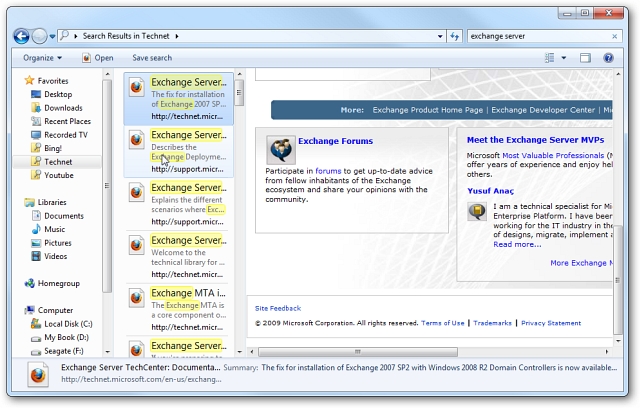 Search Results in Technet
exchange server
Organize
Open
Save search
Favorites
Desktop
Downloads
Recent Places
Recorded TV
Bing!
Technet
Youtube
Libraries
Documents
Music
Pictures
Videos
Homegroup
Computer
Local Disk (C:)
My Book (D:)
Seagate (F:)
Exchange Server...
The fix for installation
of Exchange 2007 SP2...
http://technet.micr...
Exchange Server...
Describes the
Exchange Deployme...
http://support.micr...
Exchange Server...
Explains the different
scenarios where Exc...
http://support.micr...
Exchange Server...
Welcome to the
technical library for ...
http://technet.micr...
Exchange MTA i...
The Exchange MTA is
a core component o...
http://technet.micr...
Exchange Server...
More: Exchange Product Home Page | Exchange Developer Center |
Exchange Forums
Participate in forums to get up-to-date advice
from fellow inhabitants of the Exchange
ecosystem and share your opinions with the
community.
Meet the Exchange Server MVPs
Microsoft Most Valuable Professionals (
offer years of experience and enjoy
others.
Yusuf Anaç
I am a technical specialist for
Enterprise Platform. I have been
working for the IT industry in the
of designs, migrate, implement
Read more...
More Exchange
Site Feedback
© 2009 Microsoft Corporation. All rights reserved. Terms of Use | Trademarks | Privacy Statement
Exchange Server TechCenter: Documenta... Summary: The fix for installation of Exchange 2007 SP2 with Windows 2008 R2 Domain Controllers is now available...
http://technet.microsoft.com/en-us/exchang...